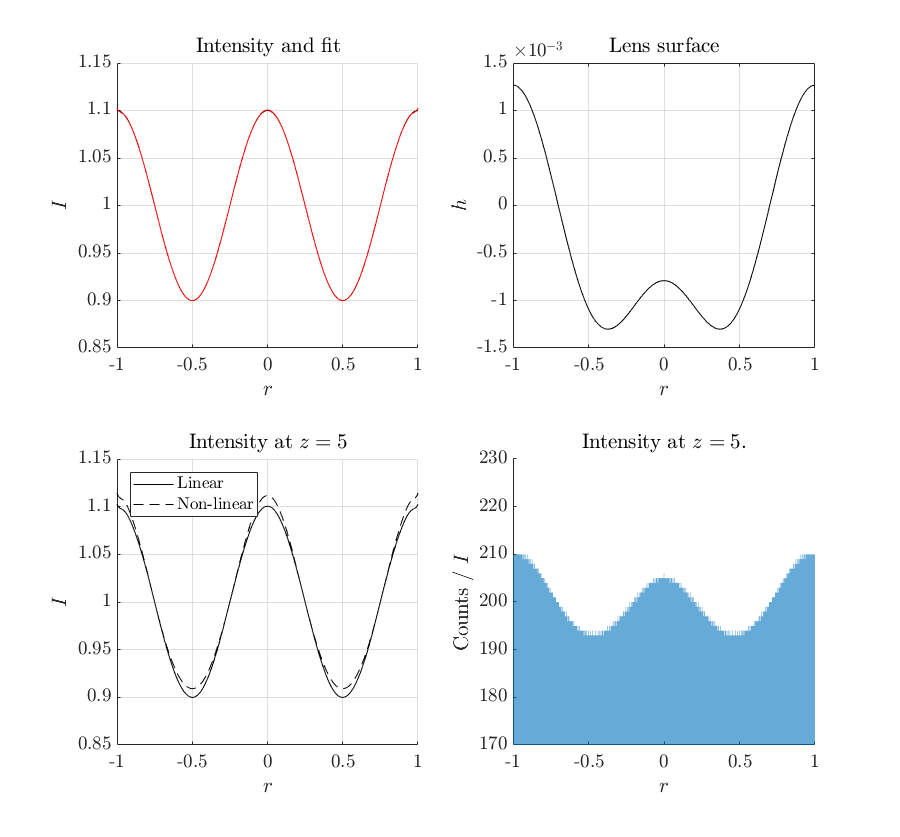 Intensity and fit
1.15
1.1
1.05
1
0.95
0.9
0.85
I
-1 -0.5 0 0.5 1
r
Lens surface
×10⁻³
1.5
1
0.5
0
-0.5
-1
-1.5
h
-1 -0.5 0 0.5 1
r
Intensity at z = 5
1.15
1.1
1.05
1
0.95
0.9
0.85
I
Linear
Non-linear
-1 -0.5 0 0.5 1
r
Intensity at z = 5.
230
220
210
200
190
180
170
Counts / I
-1 -0.5 0 0.5 1
r